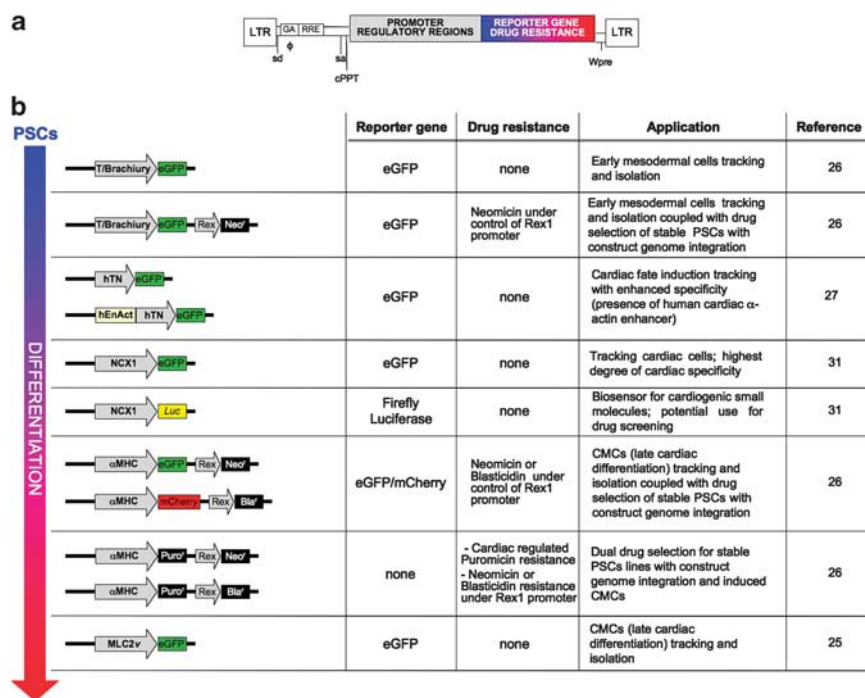 a
LTR
GA
RRE
PROMOTER
REGULATORY REGIONS
REPORTER GENE
DRUG RESISTANCE
LTR
sd
ϕ
sa
cPPT
Wpre
b
PSCs
DIFFERENTIATION
Reporter gene
Drug resistance
Application
Reference
T/Brachiury
eGFP
eGFP
none
Early mesodermal cells tracking
and isolation
26
T/Brachiury
eGFP
Rex
Neoʳ
eGFP
Neomicin under
control of Rex1
promoter
Early mesodermal cells tracking
and isolation coupled with drug
selection of stable PSCs with
construct genome integration
26
hTN
eGFP
hEnAct
hTN
eGFP
eGFP
none
Cardiac fate induction tracking
with enhanced specificity
(presence of human cardiac α-
actin enhancer)
27
NCX1
eGFP
eGFP
none
Tracking cardiac cells; highest
degree of cardiac specificity
31
NCX1
Luc
Firefly
Luciferase
none
Biosensor for cardiogenic small
molecules; potential use for
drug screening
31
αMHC
eGFP
Rex
Neoʳ
αMHC
mCherry
Rex
Blaʳ
eGFP/mCherry
Neomicin or
Blasticidin under
control of Rex1
promoter
CMCs (late cardiac
differentiation) tracking and
isolation coupled with drug
selection of stable PSCs with
construct genome integration
26
αMHC
Puroʳ
Rex
Neoʳ
αMHC
Puroʳ
Rex
Blaʳ
none
- Cardiac regulated
Puromicin resistance
- Neomicin or
Blasticidin resistance
under Rex1 promoter
Dual drug selection for stable
PSCs lines with construct
genome integration and induced
CMCs
26
MLC2v
eGFP
eGFP
none
CMCs (late cardiac
differentiation) tracking and
isolation
25